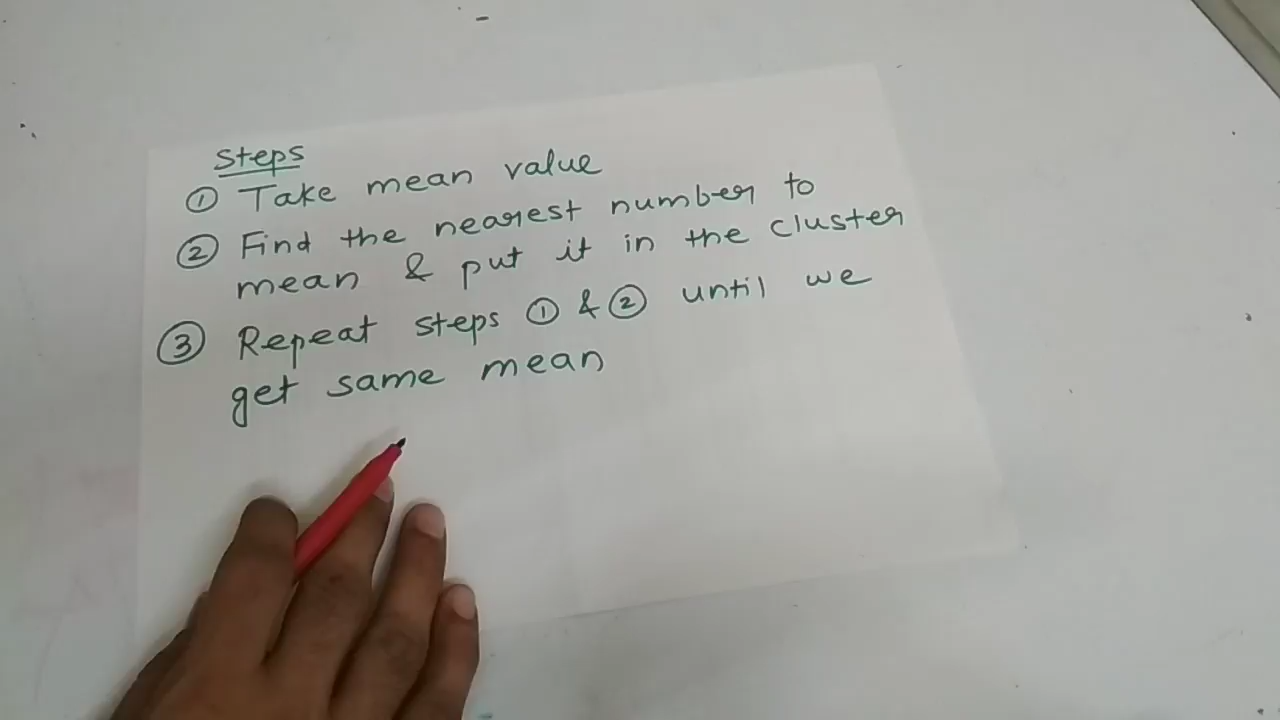 Steps
① Take mean value
② Find the nearest number to
mean & put it in the cluster
③ Repeat steps ① & ② until we
get same mean